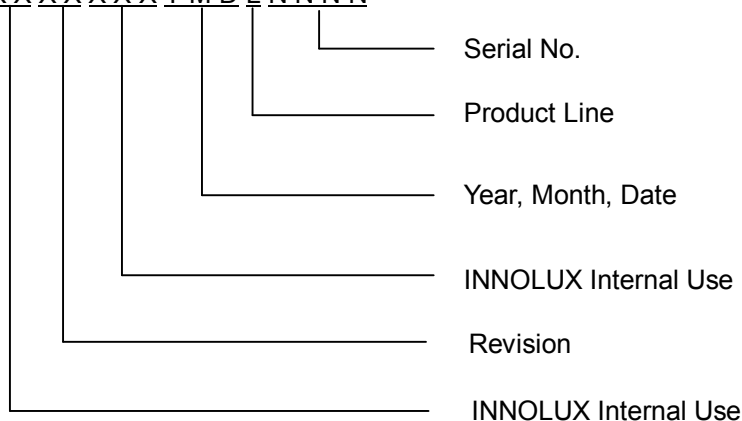 X X X X X X X Y M D L N N N N
Serial No.
Product Line
Year, Month, Date
INNOLUX Internal Use
Revision
INNOLUX Internal Use